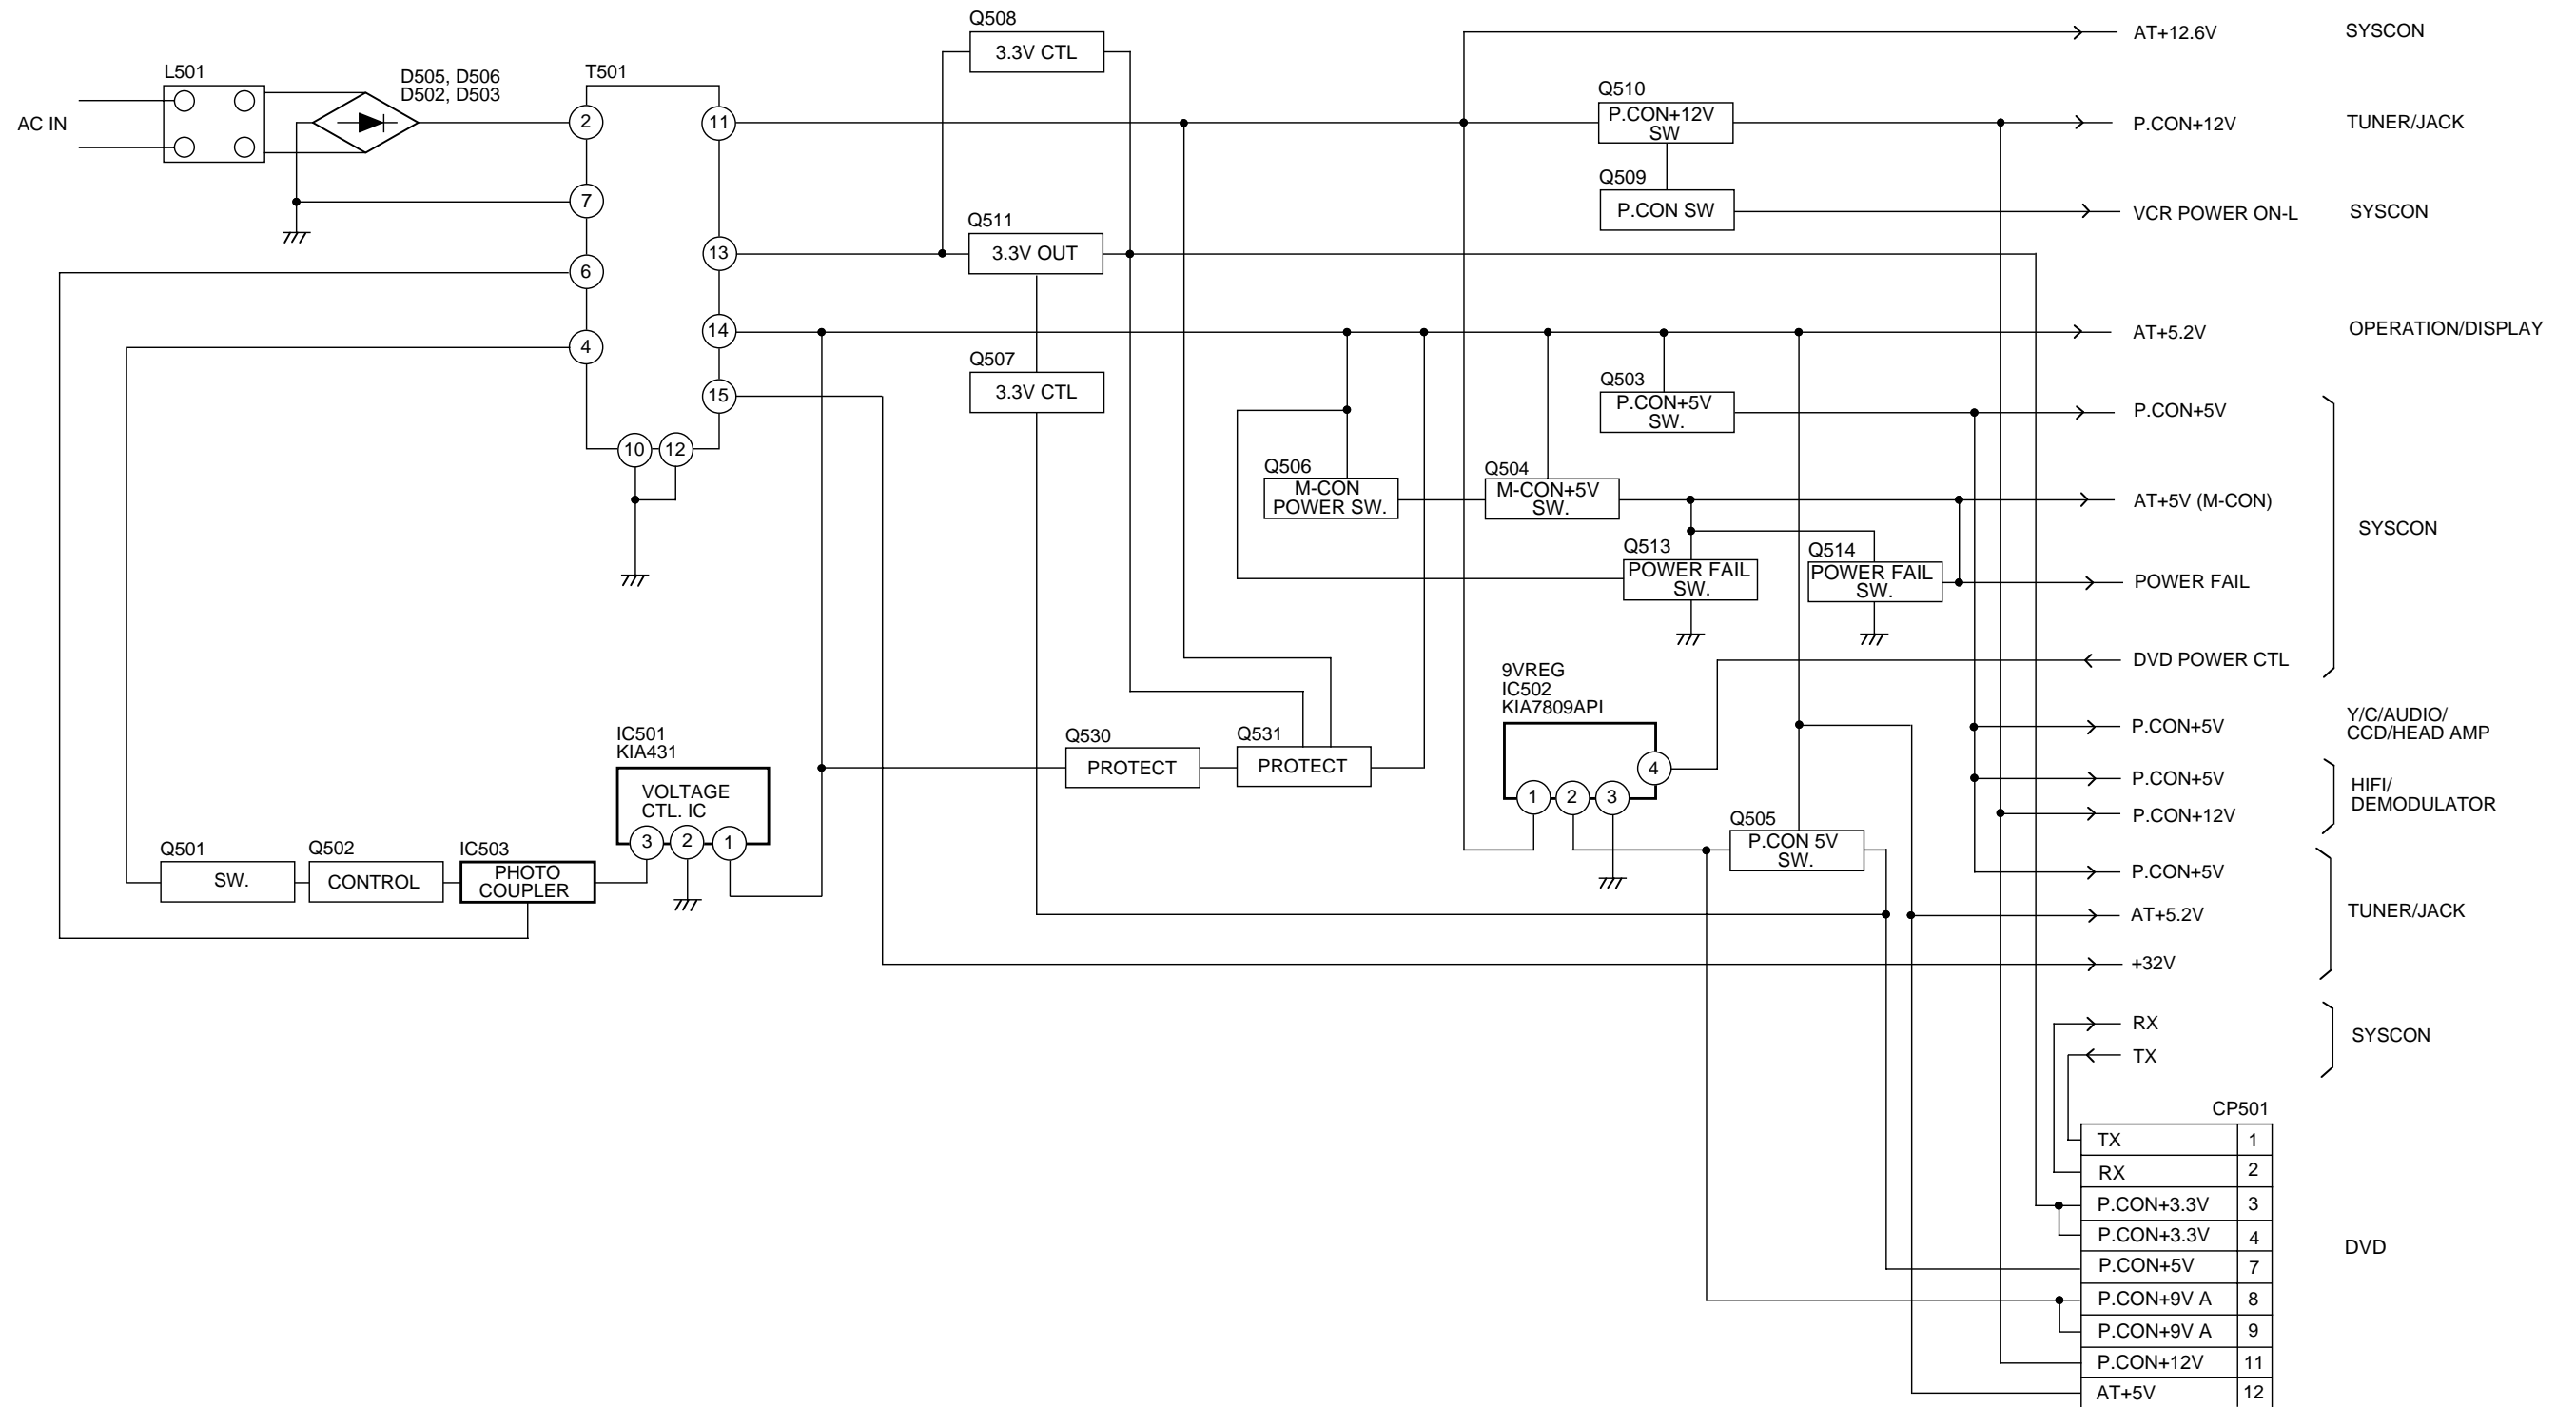 AC IN
L501
D505, D506
D502, D503
T501
2
7
6
4
11
13
14
15
10
12
Q508
3.3V CTL
Q511
3.3V OUT
Q507
3.3V CTL
Q510
P.CON+12V
SW
Q509
P.CON SW
Q503
P.CON+5V
SW.
Q506
M-CON
POWER SW.
Q504
M-CON+5V
SW.
Q513
POWER FAIL
SW.
Q514
POWER FAIL
SW.
9VREG
IC502
KIA7809API
1
2
3
4
Q505
P.CON 5V
SW.
Q530
PROTECT
Q531
PROTECT
IC501
KIA431
VOLTAGE
CTL. IC
3
2
1
Q501
SW.
Q502
CONTROL
IC503
PHOTO
COUPLER
AT+12.6V
SYSCON
P.CON+12V
TUNER/JACK
VCR POWER ON-L
SYSCON
AT+5.2V
OPERATION/DISPLAY
P.CON+5V
AT+5V (M-CON)
POWER FAIL
DVD POWER CTL
SYSCON
P.CON+5V
Y/C/AUDIO/
CCD/HEAD AMP
P.CON+5V
P.CON+12V
HIFI/
DEMODULATOR
P.CON+5V
AT+5.2V
+32V
TUNER/JACK
RX
TX
SYSCON
CP501
TX 1
RX 2
P.CON+3.3V 3
P.CON+3.3V 4
P.CON+5V 7
P.CON+9V A 8
P.CON+9V A 9
P.CON+12V 11
AT+5V 12
DVD